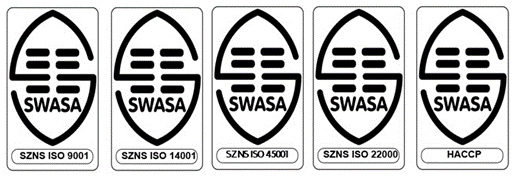 SWASA
SZNS ISO 9001
SWASA
SZNS ISO 14001
SWASA
SZNS ISO 45001
SWASA
SZNS ISO 22000
SWASA
HACCP